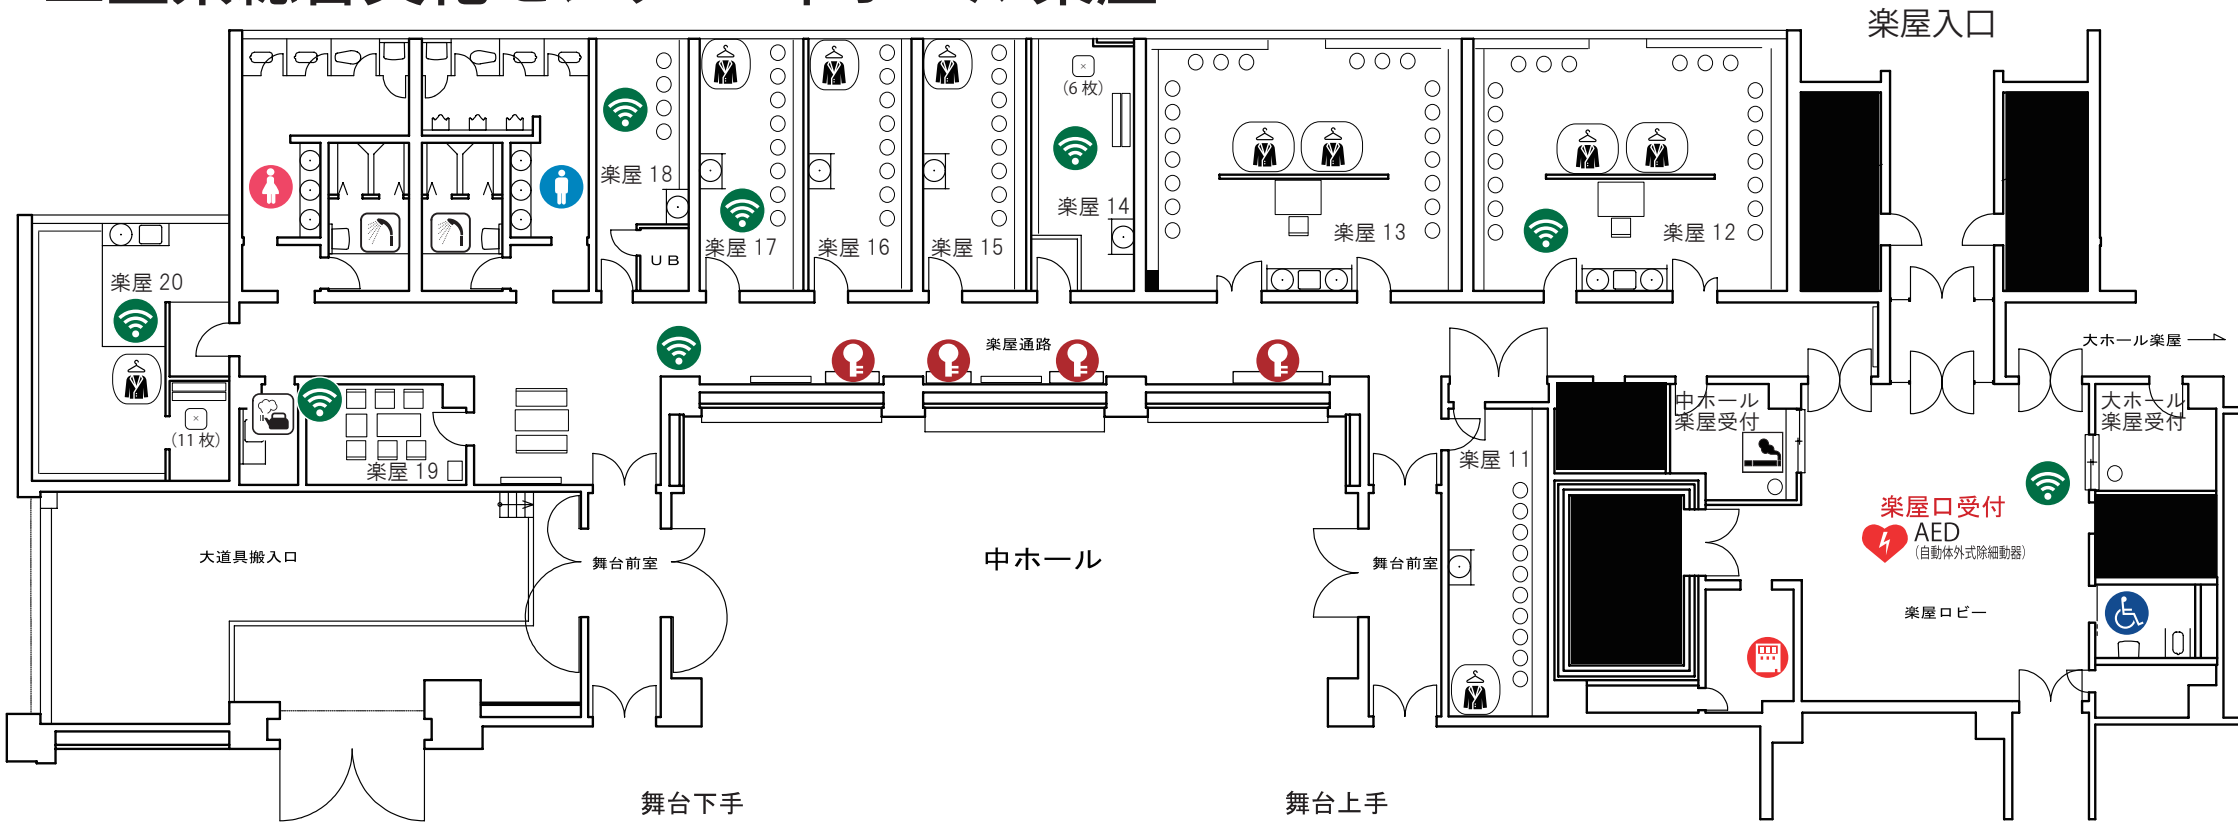 楽屋入口
(6枚)
楽屋 18
楽屋 14
楽屋 13
楽屋 12
楽屋 17
楽屋 16
楽屋 15
UB
楽屋 20
楽屋通路
大ホール楽屋
中ホール
楽屋受付
大ホール
楽屋受付
(11枚)
楽屋 19
楽屋 11
楽屋口受付
AED
(自動体外式除細動器)
大道具搬入口
舞台前室
中ホール
舞台前室
楽屋ロビー
舞台下手
舞台上手